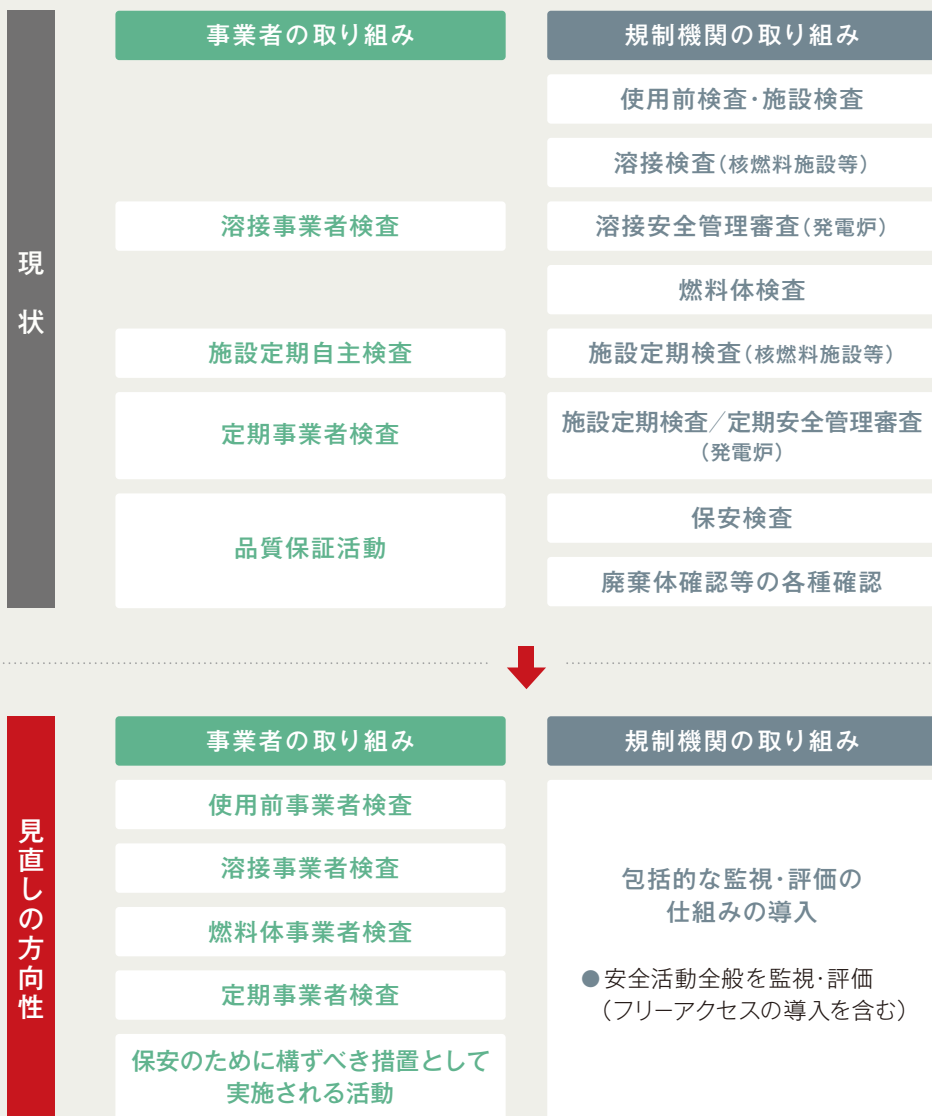 現状
事業者の取り組み
規制機関の取り組み
使用前検査・施設検査
溶接検査(核燃料施設等)
溶接事業者検査
溶接安全管理審査(発電炉)
燃料体検査
施設定期自主検査
施設定期検査(核燃料施設等)
定期事業者検査
施設定期検査/定期安全管理審査
(発電炉)
品質保証活動
保安検査
廃棄体確認等の各種確認
見直しの方向性
事業者の取り組み
規制機関の取り組み
使用前事業者検査
溶接事業者検査
燃料体事業者検査
定期事業者検査
保安のために構ずべき措置として
実施される活動
包括的な監視・評価の
仕組みの導入
●安全活動全般を監視・評価
(フリーアクセスの導入を含む)